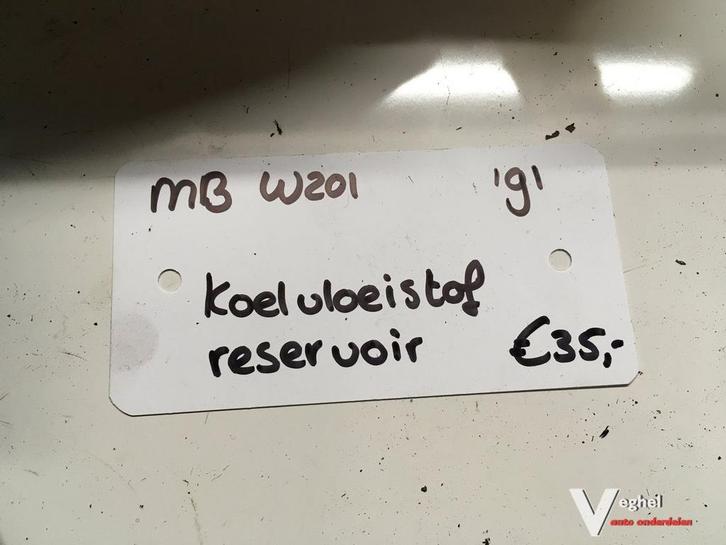 MB W201 '91
Koelvloeistof
reservoir €35,-
Veghel
auto onderdelen